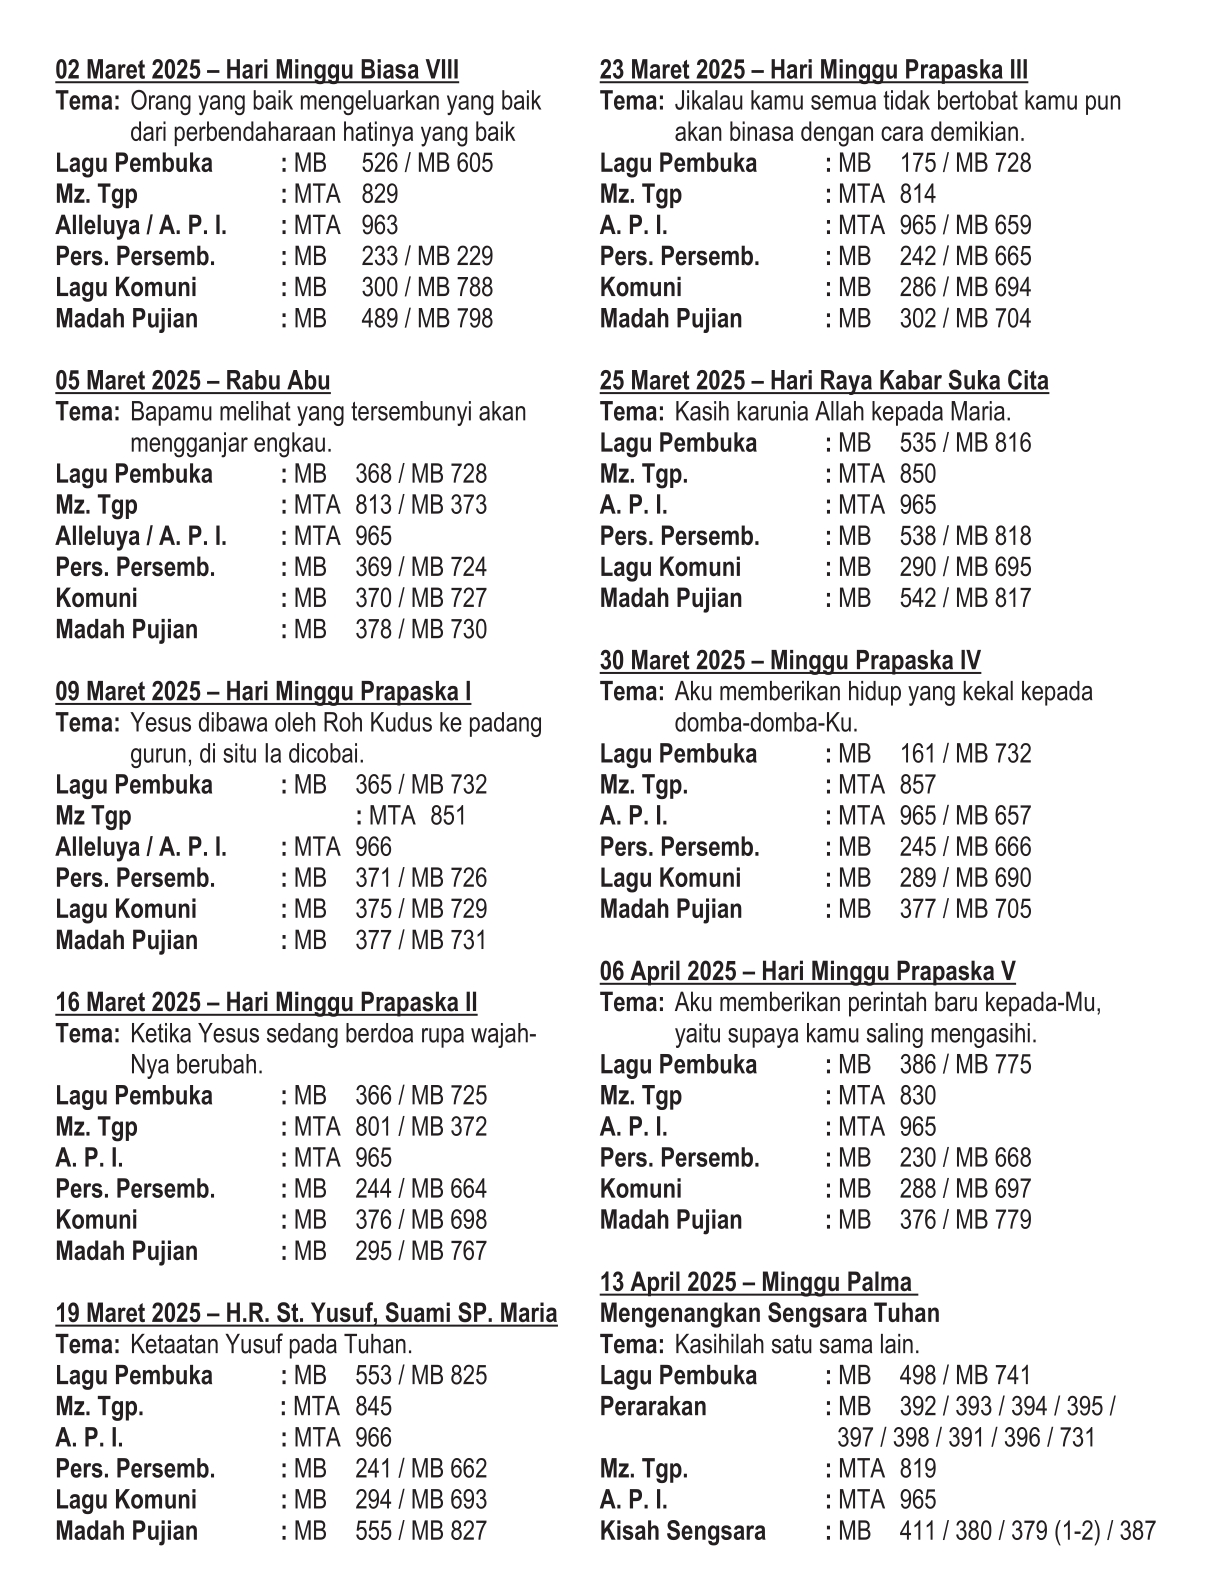 02 Maret 2025 – Hari Minggu Biasa VIII
Tema: Orang yang baik mengeluarkan yang baik
dari perbendaharaan hatinya yang baik
Lagu Pembuka : MB 526 / MB 605
Mz. Tgp : MTA 829
Alleluya / A. P. I. : MTA 963
Pers. Persemb. : MB 233 / MB 229
Lagu Komuni : MB 300 / MB 788
Madah Pujian : MB 489 / MB 798
05 Maret 2025 – Rabu Abu
Tema: Bapamu melihat yang tersembunyi akan
mengganjar engkau.
Lagu Pembuka : MB 368 / MB 728
Mz. Tgp : MTA 813 / MB 373
Alleluya / A. P. I. : MTA 965
Pers. Persemb. : MB 369 / MB 724
Komuni : MB 370 / MB 727
Madah Pujian : MB 378 / MB 730
09 Maret 2025 – Hari Minggu Prapaska I
Tema: Yesus dibawa oleh Roh Kudus ke padang
gurun, di situ Ia dicobai.
Lagu Pembuka : MB 365 / MB 732
Mz Tgp : MTA 851
Alleluya / A. P. I. : MTA 966
Pers. Persemb. : MB 371 / MB 726
Lagu Komuni : MB 375 / MB 729
Madah Pujian : MB 377 / MB 731
16 Maret 2025 – Hari Minggu Prapaska II
Tema: Ketika Yesus sedang berdoa rupa wajah-
Nya berubah.
Lagu Pembuka : MB 366 / MB 725
Mz. Tgp : MTA 801 / MB 372
A. P. I. : MTA 965
Pers. Persemb. : MB 244 / MB 664
Komuni : MB 376 / MB 698
Madah Pujian : MB 295 / MB 767
19 Maret 2025 – H.R. St. Yusuf, Suami SP. Maria
Tema: Ketaatan Yusuf pada Tuhan.
Lagu Pembuka : MB 553 / MB 825
Mz. Tgp. : MTA 845
A. P. I. : MTA 966
Pers. Persemb. : MB 241 / MB 662
Lagu Komuni : MB 294 / MB 693
Madah Pujian : MB 555 / MB 827
23 Maret 2025 – Hari Minggu Prapaska III
Tema: Jikalau kamu semua tidak bertobat kamu pun
akan binasa dengan cara demikian.
Lagu Pembuka : MB 175 / MB 728
Mz. Tgp : MTA 814
A. P. I. : MTA 965 / MB 659
Pers. Persemb. : MB 242 / MB 665
Komuni : MB 286 / MB 694
Madah Pujian : MB 302 / MB 704
25 Maret 2025 – Hari Raya Kabar Suka Cita
Tema: Kasih karunia Allah kepada Maria.
Lagu Pembuka : MB 535 / MB 816
Mz. Tgp. : MTA 850
A. P. I. : MTA 965
Pers. Persemb. : MB 538 / MB 818
Lagu Komuni : MB 290 / MB 695
Madah Pujian : MB 542 / MB 817
30 Maret 2025 – Minggu Prapaska IV
Tema: Aku memberikan hidup yang kekal kepada
domba-domba-Ku.
Lagu Pembuka : MB 161 / MB 732
Mz. Tgp. : MTA 857
A. P. I. : MTA 965 / MB 657
Pers. Persemb. : MB 245 / MB 666
Lagu Komuni : MB 289 / MB 690
Madah Pujian : MB 377 / MB 705
06 April 2025 – Hari Minggu Prapaska V
Tema: Aku memberikan perintah baru kepada-Mu,
yaitu supaya kamu saling mengasihi.
Lagu Pembuka : MB 386 / MB 775
Mz. Tgp : MTA 830
A. P. I. : MTA 965
Pers. Persemb. : MB 230 / MB 668
Komuni : MB 288 / MB 697
Madah Pujian : MB 376 / MB 779
13 April 2025 – Minggu Palma
Mengenangkan Sengsara Tuhan
Tema: Kasihilah satu sama lain.
Lagu Pembuka : MB 498 / MB 741
Perarakan : MB 392 / 393 / 394 / 395 /
397 / 398 / 391 / 396 / 731
Mz. Tgp. : MTA 819
A. P. I. : MTA 965
Kisah Sengsara : MB 411 / 380 / 379 (1-2) / 387